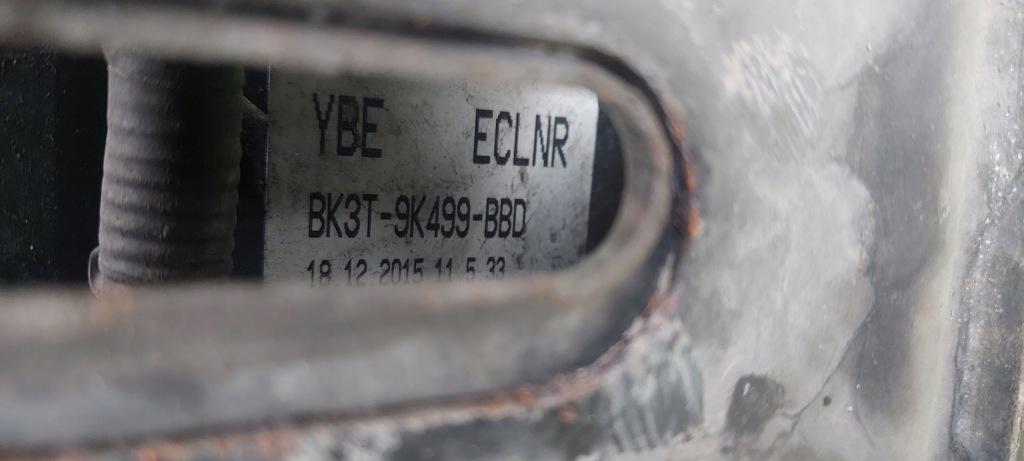 YBE ECLNR
BK3T-9K499-BBD
18 12 2015 11 5 33